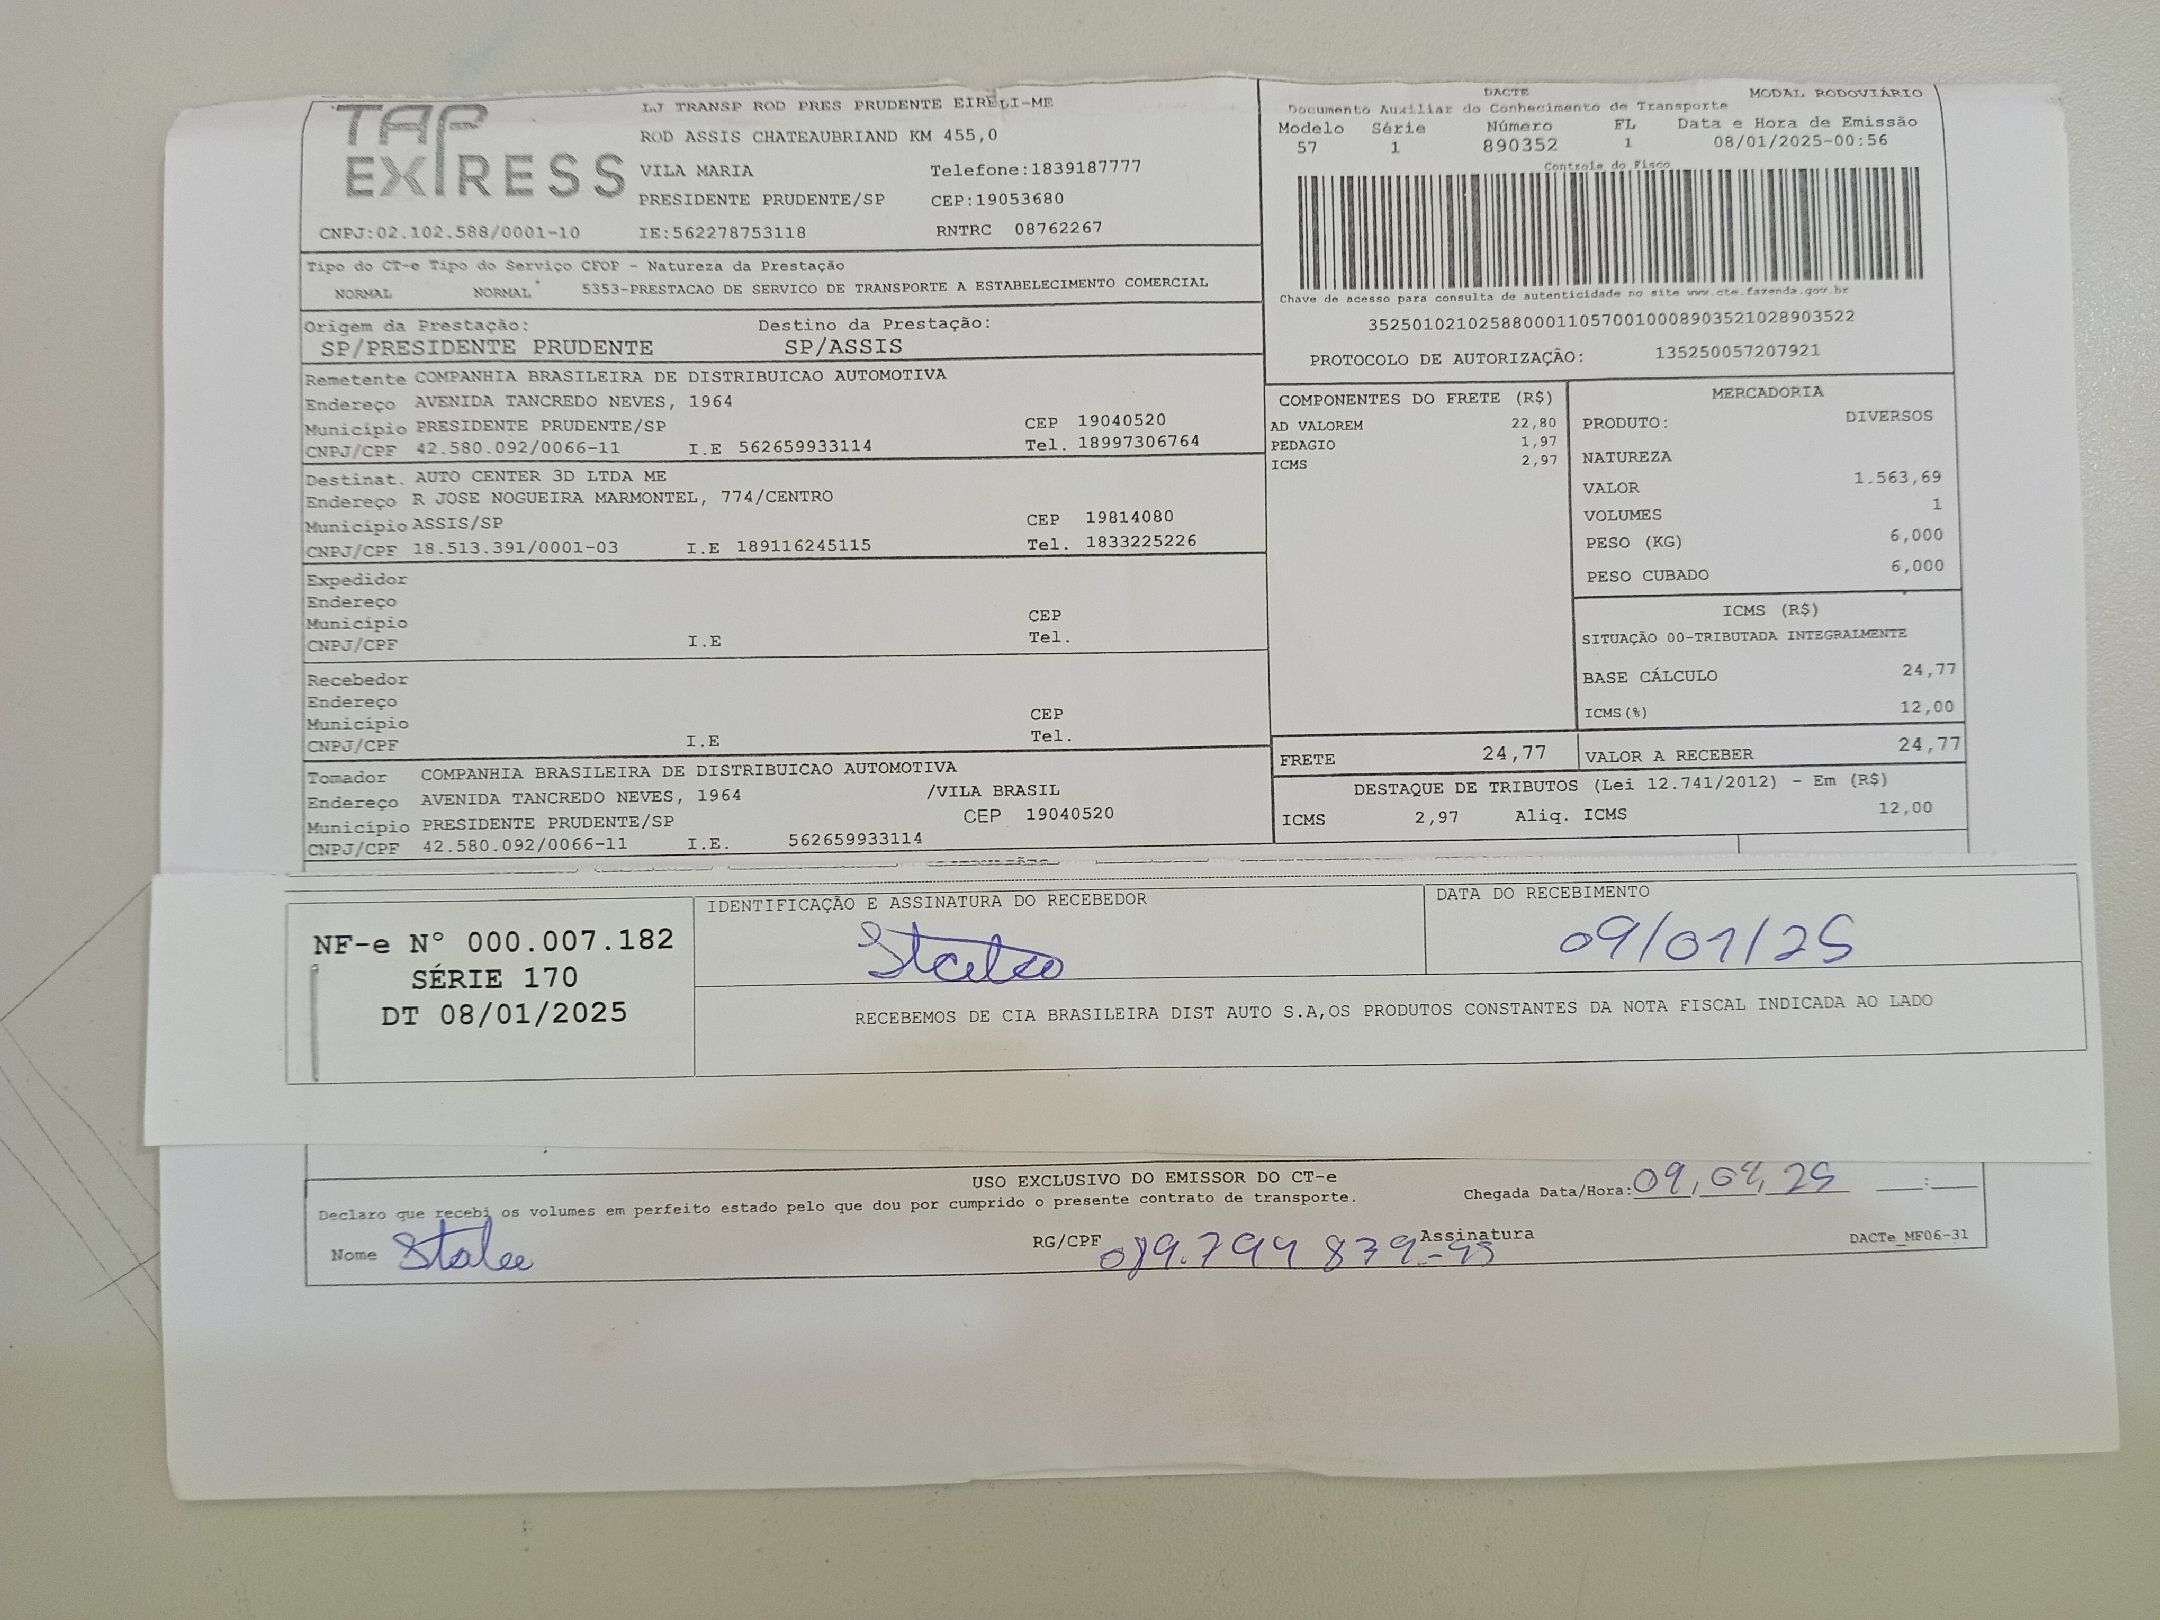 TAP EXPRESS
LJ TRANSP ROD PRES PRUDENTE EIRELI-ME
ROD ASSIS CHATEAUBRIAND KM 455,0
VILA MARIA Telefone:1839187777
PRESIDENTE PRUDENTE/SP CEP:19053680
CNPJ:02.102.588/0001-10 IE:562278753118 RNTRC 08762267
DACTE MODAL RODOVIÁRIO
Documento Auxiliar do Conhecimento de Transporte
Modelo Série Número FL Data e Hora de Emissão
57 1 890352 1 08/01/2025-00:56
Controle do Fisco
Chave de acesso para consulta de autenticidade no site www.cte.fazenda.gov.br
35250102102588000110570010008903521028903522
PROTOCOLO DE AUTORIZAÇÃO: 135250057207921
Tipo do CT-e Tipo do Serviço CFOP - Natureza da Prestação
NORMAL NORMAL 5353-PRESTACAO DE SERVICO DE TRANSPORTE A ESTABELECIMENTO COMERCIAL
Origem da Prestação: Destino da Prestação:
SP/PRESIDENTE PRUDENTE SP/ASSIS
Remetente COMPANHIA BRASILEIRA DE DISTRIBUICAO AUTOMOTIVA
Endereço AVENIDA TANCREDO NEVES, 1964
Município PRESIDENTE PRUDENTE/SP CEP 19040520
CNPJ/CPF 42.580.092/0066-11 I.E 562659933114 Tel. 18997306764
Destinat. AUTO CENTER 3D LTDA ME
Endereço R JOSE NOGUEIRA MARMONTEL, 774/CENTRO
Município ASSIS/SP CEP 19814080
CNPJ/CPF 18.513.391/0001-03 I.E 189116245115 Tel. 1833225226
Expedidor
Endereço
Município CEP
CNPJ/CPF I.E Tel.
Recebedor
Endereço
Município CEP
CNPJ/CPF I.E Tel.
Tomador COMPANHIA BRASILEIRA DE DISTRIBUICAO AUTOMOTIVA
Endereço AVENIDA TANCREDO NEVES, 1964 /VILA BRASIL
Município PRESIDENTE PRUDENTE/SP CEP 19040520
CNPJ/CPF 42.580.092/0066-11 I.E. 562659933114
COMPONENTES DO FRETE (R$)
AD VALOREM 22,80
PEDAGIO 1,97
ICMS 2,97
MERCADORIA
PRODUTO: DIVERSOS
NATUREZA
VALOR 1.563,69
VOLUMES 1
PESO (KG) 6,000
PESO CUBADO 6,000
ICMS (R$)
SITUAÇÃO 00-TRIBUTADA INTEGRALMENTE
BASE CÁLCULO 24,77
ICMS(%) 12,00
FRETE 24,77 VALOR A RECEBER 24,77
DESTAQUE DE TRIBUTOS (Lei 12.741/2012) - Em (R$)
ICMS 2,97 Aliq. ICMS 12,00
NF-e Nº 000.007.182
SÉRIE 170
DT 08/01/2025
IDENTIFICAÇÃO E ASSINATURA DO RECEBEDOR
DATA DO RECEBIMENTO
09/01/25
RECEBEMOS DE CIA BRASILEIRA DIST AUTO S.A,OS PRODUTOS CONSTANTES DA NOTA FISCAL INDICADA AO LADO
USO EXCLUSIVO DO EMISSOR DO CT-e
Declaro que recebi os volumes em perfeito estado pelo que dou por cumprido o presente contrato de transporte.
Chegada Data/Hora: 09, 25 :
Nome RG/CPF Assinatura DACTe_MF06-31